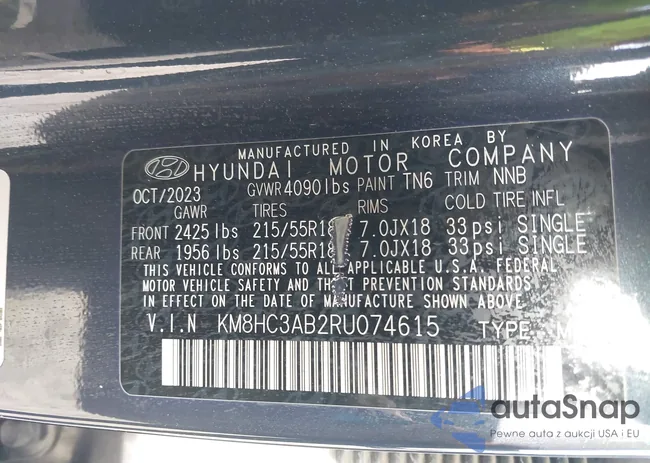 MANUFACTURED IN KOREA BY
HYUNDAI MOTOR COMPANY
OCT/2023 GVWR 4090lbs PAINT TN6 TRIM NNB
GAWR TIRES RIMS COLD TIRE INFL
FRONT 2425 lbs 215/55R18 7.0JX18 33psi SINGLE
REAR 1956 lbs 215/55R18 7.0JX18 33psi SINGLE
THIS VEHICLE CONFORMS TO ALL APPLICABLE U.S.A. FEDERAL
MOTOR VEHICLE SAFETY AND THEFT PREVENTION STANDARDS
IN EFFECT ON THE DATE OF MANUFACTURE SHOWN ABOVE.
V.I.N KM8HC3AB2RU074615 TYPE M
autoSnap
Pewne auta z aukcji USA i EU